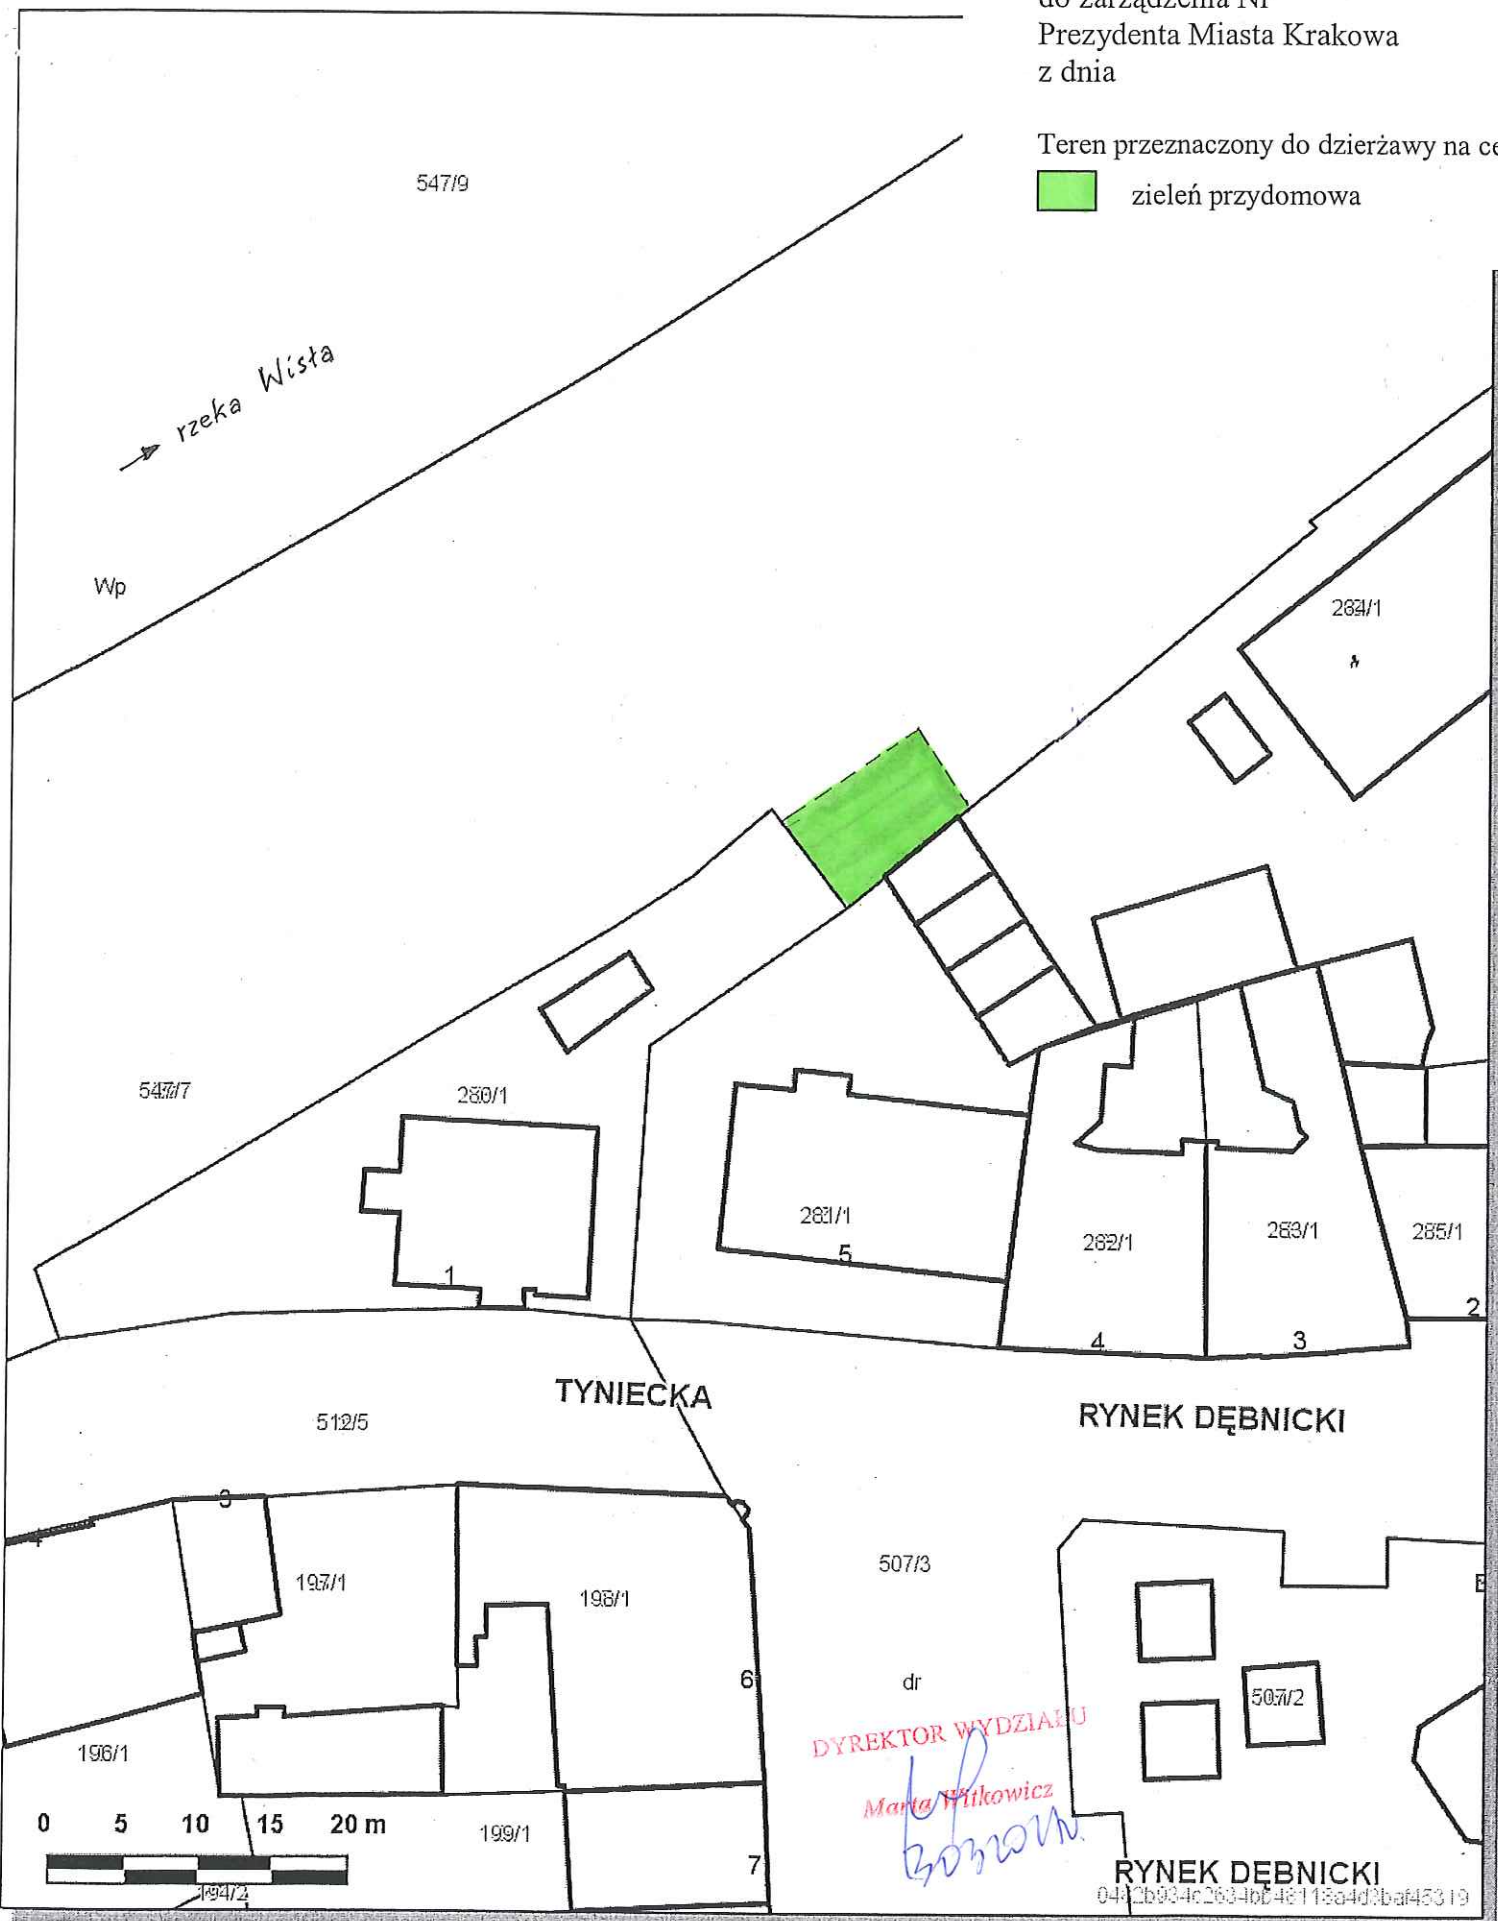 do zarządzenia Nr
Prezydenta Miasta Krakowa
z dnia
Teren przeznaczony do dzierżawy na ce
zieleń przydomowa
547/9
rzeka Wisła
Wp
284/1
547/7
280/1
281/1
282/1
283/1
285/1
1
5
4
3
2
TYNIECKA
RYNEK DĘBNICKI
512/5
3
4
507/3
197/1
198/1
6
dr
507/2
DYREKTOR WYDZIAŁU
Marta Witkowicz
196/1
0 5 10 15 20 m
199/1
7
RYNEK DĘBNICKI
194/2